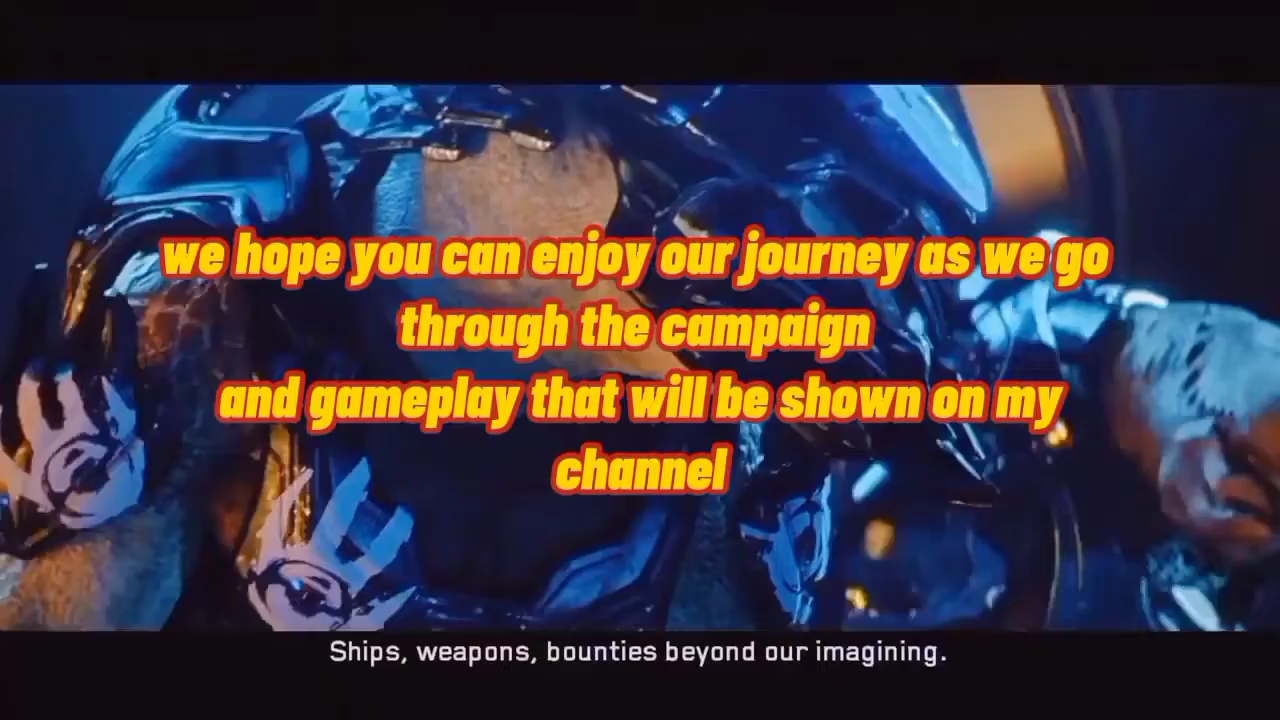 we hope you can enjoy our journey as we go
through the campaign
and gameplay that will be shown on my
channel
Ships, weapons, bounties beyond our imagining.